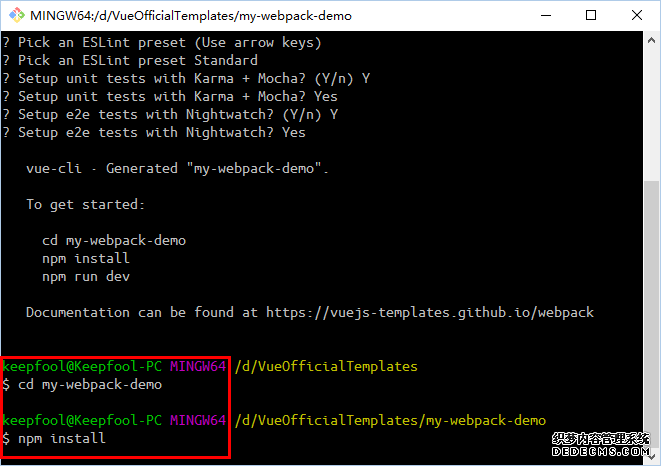 MINGW64:/d/VueOfficialTemplates/my-webpack-demo
? Pick an ESLint preset (Use arrow keys)
? Pick an ESLint preset Standard
? Setup unit tests with Karma + Mocha? (Y/n) Y
? Setup unit tests with Karma + Mocha? Yes
? Setup e2e tests with Nightwatch? (Y/n) Y
? Setup e2e tests with Nightwatch? Yes
vue-cli · Generated "my-webpack-demo".
To get started:
cd my-webpack-demo
npm install
npm run dev
Documentation can be found at https://vuejs-templates.github.io/webpack
keepfool@Keepfool-PC MINGW64 /d/VueOfficialTemplates
$ cd my-webpack-demo
keepfool@Keepfool-PC MINGW64 /d/VueOfficialTemplates/my-webpack-demo
$ npm install
织梦内容管理系统
DEDECMS.COM